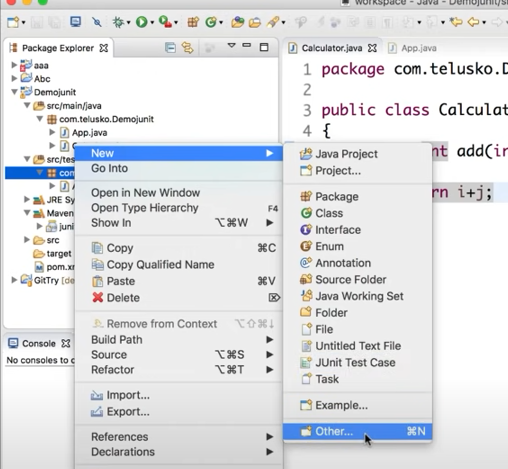 workspace - Java - Demojunit/s
Package Explorer
aaa
Abc
Demojunit
src/main/java
com.telusko.Demojunit
App.java
JRE Sy
Maven
src
target
pom.x
GitTry [de
Console
No consoles to d
New
Go Into
Open in New Window
Open Type Hierarchy F4
Show In ⌥⌘W
Copy ⌘C
Copy Qualified Name
Paste ⌘V
Delete ⌦
Remove from Context ⌥⇧⌘↓
Build Path
Source ⌥⌘S
Refactor ⌥⌘T
Import...
Export...
References
Declarations
Java Project
Project...
Package
Class
Interface
Enum
Annotation
Source Folder
Java Working Set
Folder
File
Untitled Text File
JUnit Test Case
Task
Example...
Other... ⌘N
Calculator.java
App.java
1 package com.telusko.D
2
3 public class Calculat
4 {
nt add(in
rn i+j;